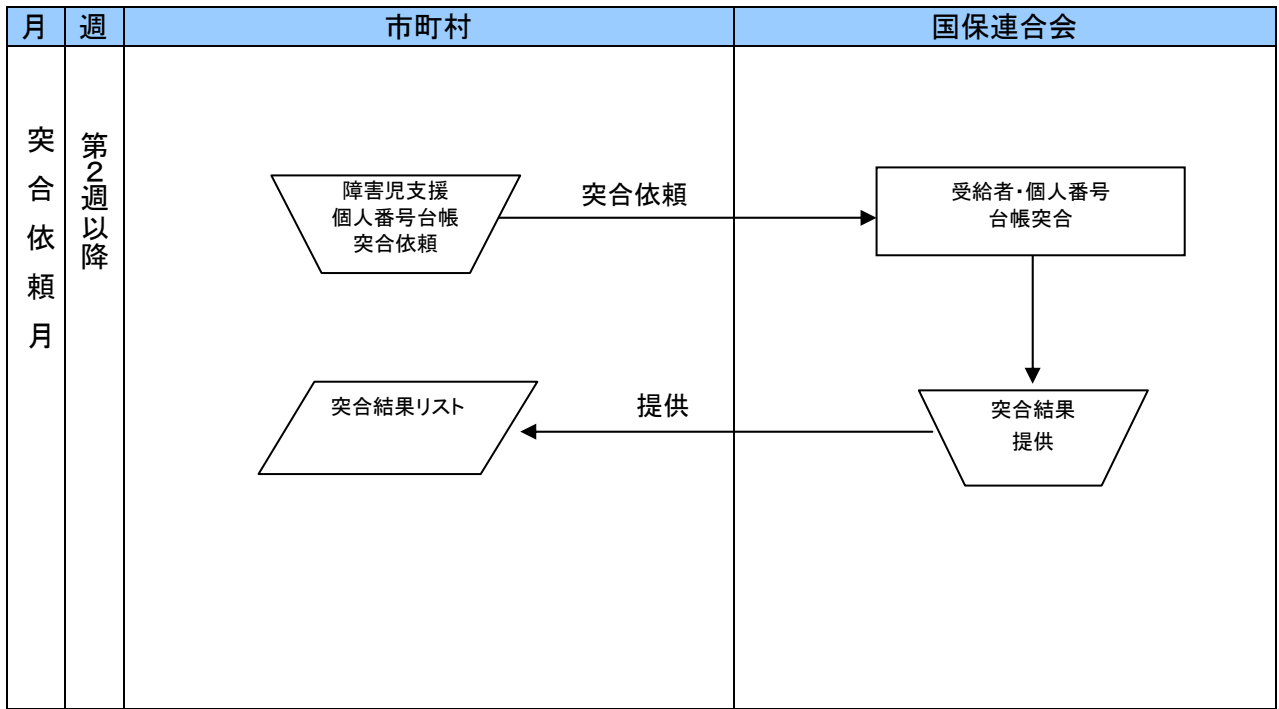 月
週
市町村
国保連合会
突合依頼月
第2週以降
障害児支援
個人番号台帳
突合依頼
突合依頼
受給者・個人番号
台帳突合
突合結果リスト
提供
突合結果
提供